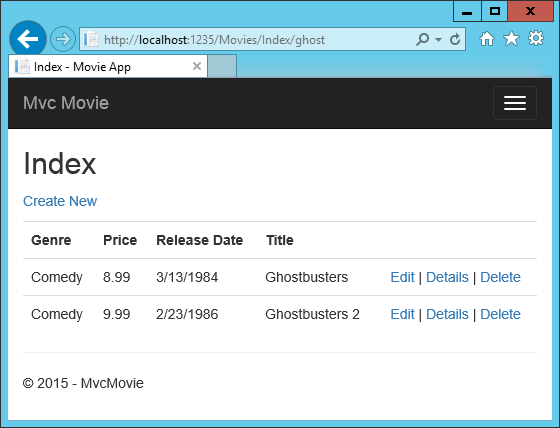 http://localhost:1235/Movies/Index/ghost
Index - Movie App
Mvc Movie
Index
Create New
Genre Price Release Date Title
Comedy 8.99 3/13/1984 Ghostbusters Edit | Details | Delete
Comedy 9.99 2/23/1986 Ghostbusters 2 Edit | Details | Delete
© 2015 - MvcMovie